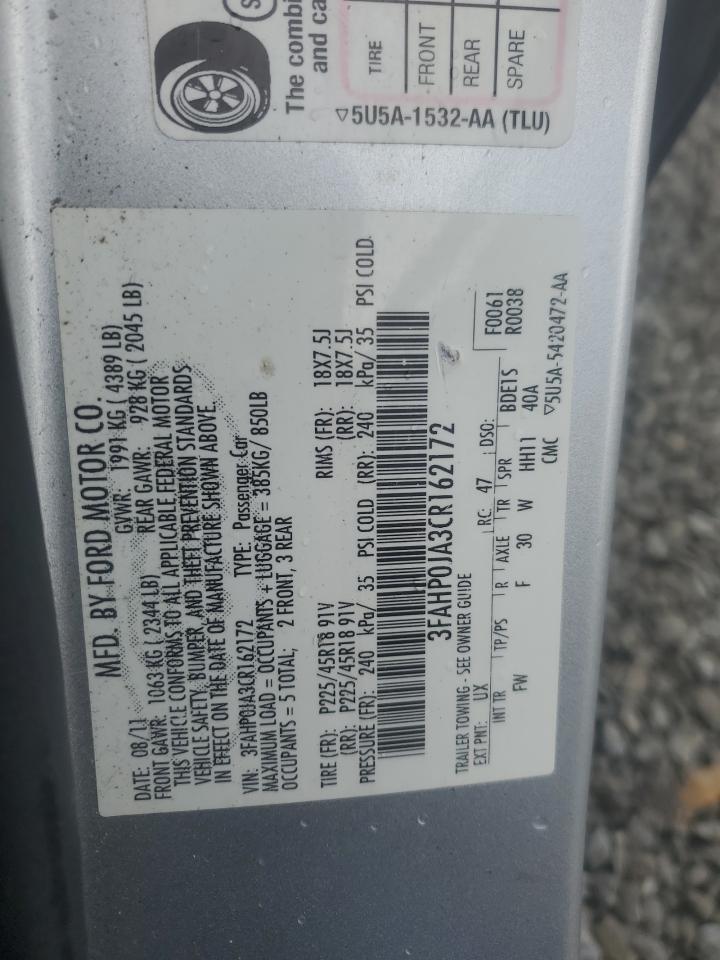 The combi
and ca
TIRE
FRONT
REAR
SPARE
▽5U5A-1532-AA (TLU)
MFD. BY FORD MOTOR CO.
DATE: 08/11 GVWR: 1991 KG ( 4389 LB)
FRONT GAWR: 1063 KG ( 2344 LB) REAR GAWR: 928 KG ( 2045 LB)
THIS VEHICLE CONFORMS TO ALL APPLICABLE FEDERAL MOTOR
VEHICLE SAFETY, BUMPER, AND THEFT PREVENTION STANDARDS
IN EFFECT ON THE DATE OF MANUFACTURE SHOWN ABOVE.
VIN: 3FAHP0JA3CR162172 TYPE: Passenger Car
MAXIMUM LOAD = OCCUPANTS + LUGGAGE = 385KG/ 850LB
OCCUPANTS = 5 TOTAL; 2 FRONT, 3 REAR
TIRE (FR): P225/45R18 91V RIMS (FR): 18X7.5J
(RR): P225/45R18 91V (RR): 18X7.5J
PRESSURE (FR): 240 kPa/ 35 PSI COLD (RR): 240 kPa/ 35 PSI COLD
3FAHP0JA3CR162172
TRAILER TOWING - SEE OWNER GUIDE F0061
EXT PNT: UX RC: 47 DSO: R0038
INT TR TP/PS R AXLE TR SPR BDE1S
FW F 30 W HH11 40A
CMC ▽5U5A-5420472-AA